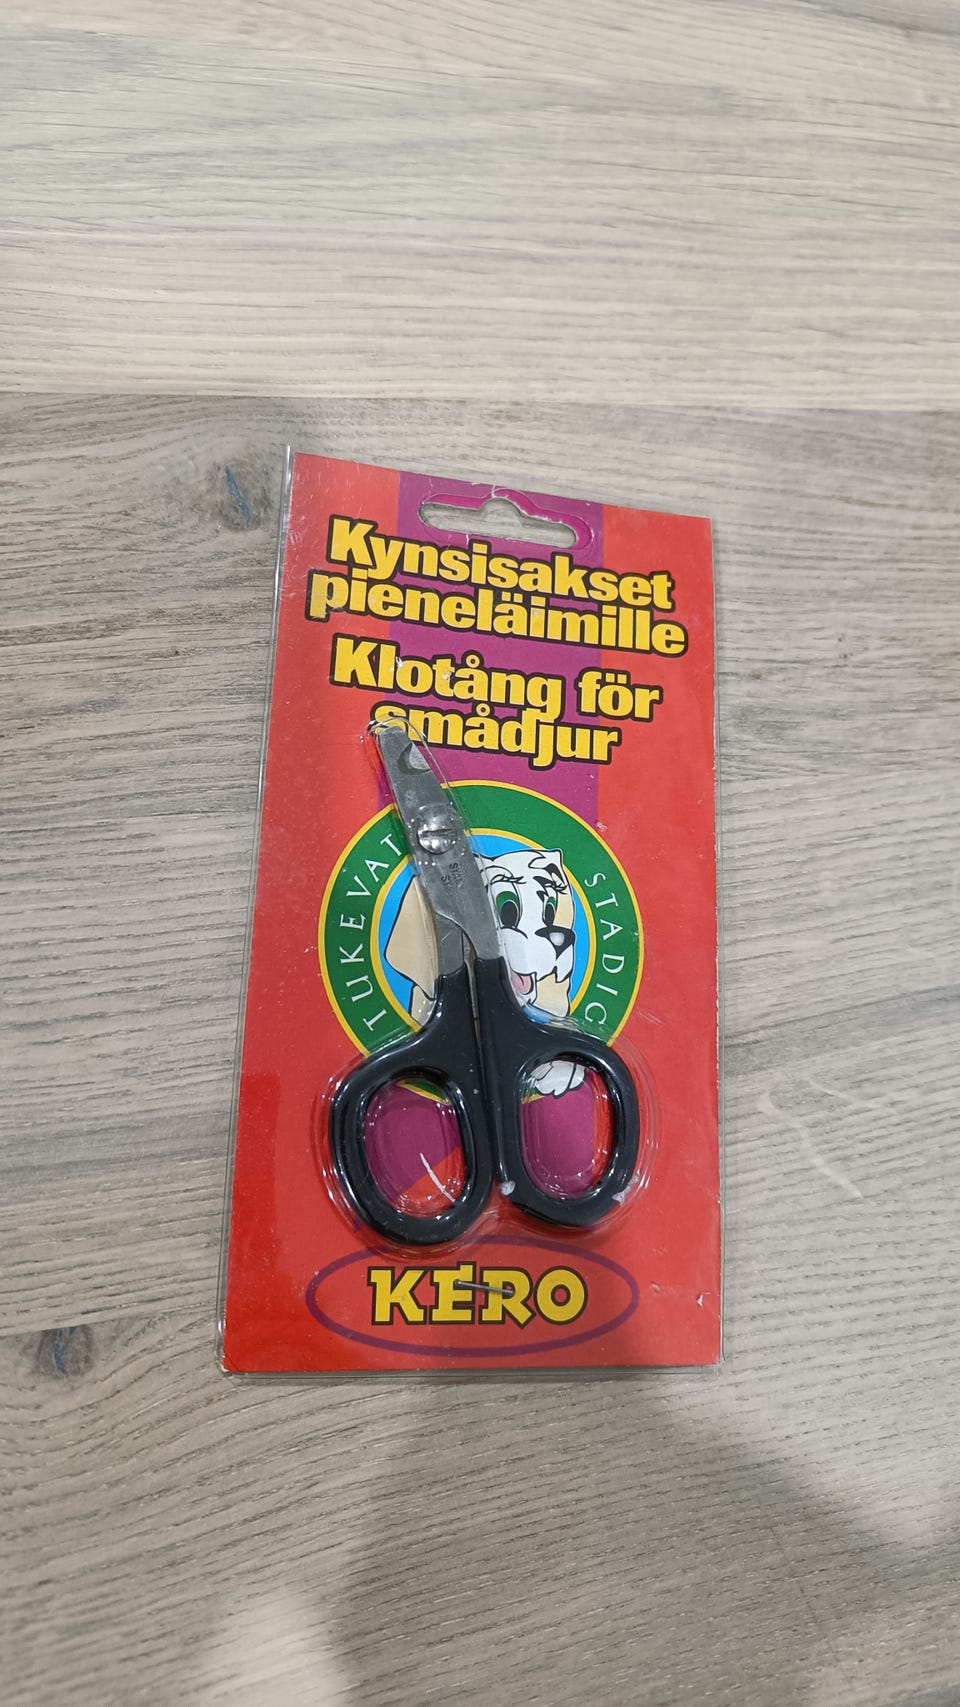 Kynsisakset
pieneläimille
Klotång för
smådjur
TUKEVAT
STADIG
KERO